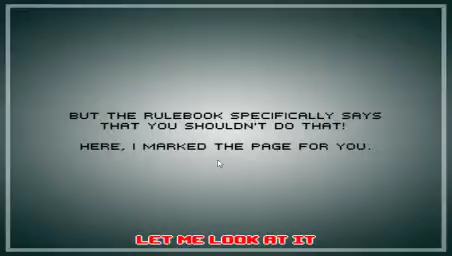 BUT THE RULEBOOK SPECIFICALLY SAYS
THAT YOU SHOULDN'T DO THAT!
HERE, I MARKED THE PAGE FOR YOU.
LET ME LOOK AT IT